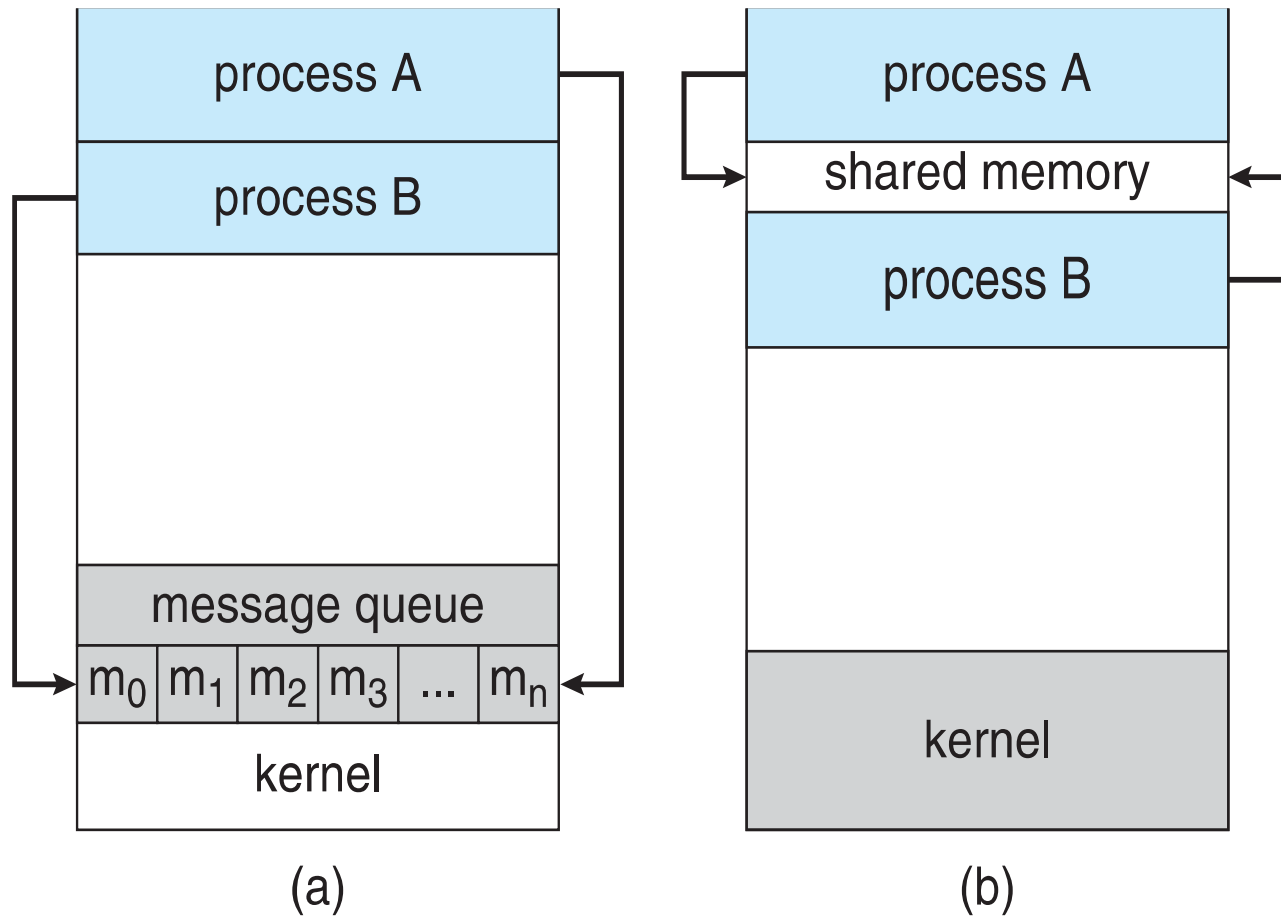 process A
process B
message queue
m0 m1 m2 m3 ... mn
kernel
(a)
process A
shared memory
process B
kernel
(b)